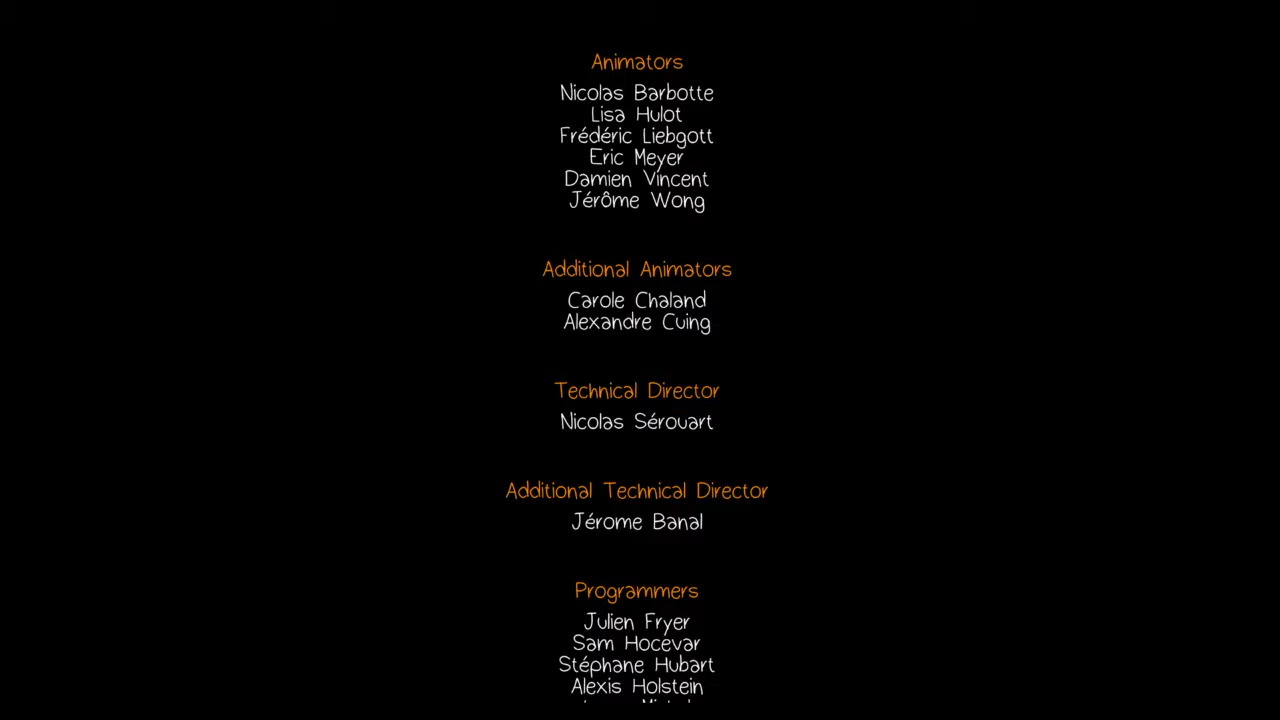 Animators
Nicolas Barbotte
Lisa Hulot
Frédéric Liebgott
Eric Meyer
Damien Vincent
Jérôme Wong
Additional Animators
Carole Chaland
Alexandre Cuing
Technical Director
Nicolas Sérouart
Additional Technical Director
Jérome Banal
Programmers
Julien Fryer
Sam Hocevar
Stéphane Hubart
Alexis Holstein